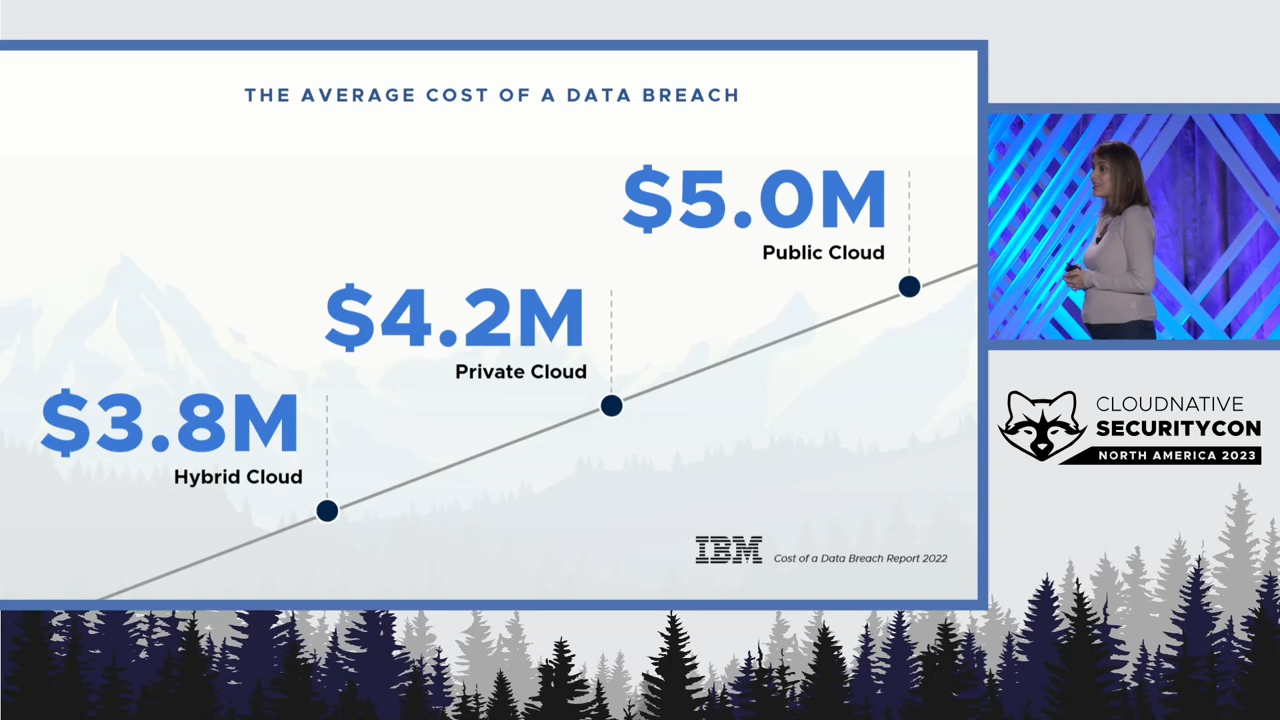 THE AVERAGE COST OF A DATA BREACH
$5.0M
Public Cloud
$4.2M
Private Cloud
$3.8M
Hybrid Cloud
IBM Cost of a Data Breach Report 2022
CLOUDNATIVE
SECURITYCON
NORTH AMERICA 2023